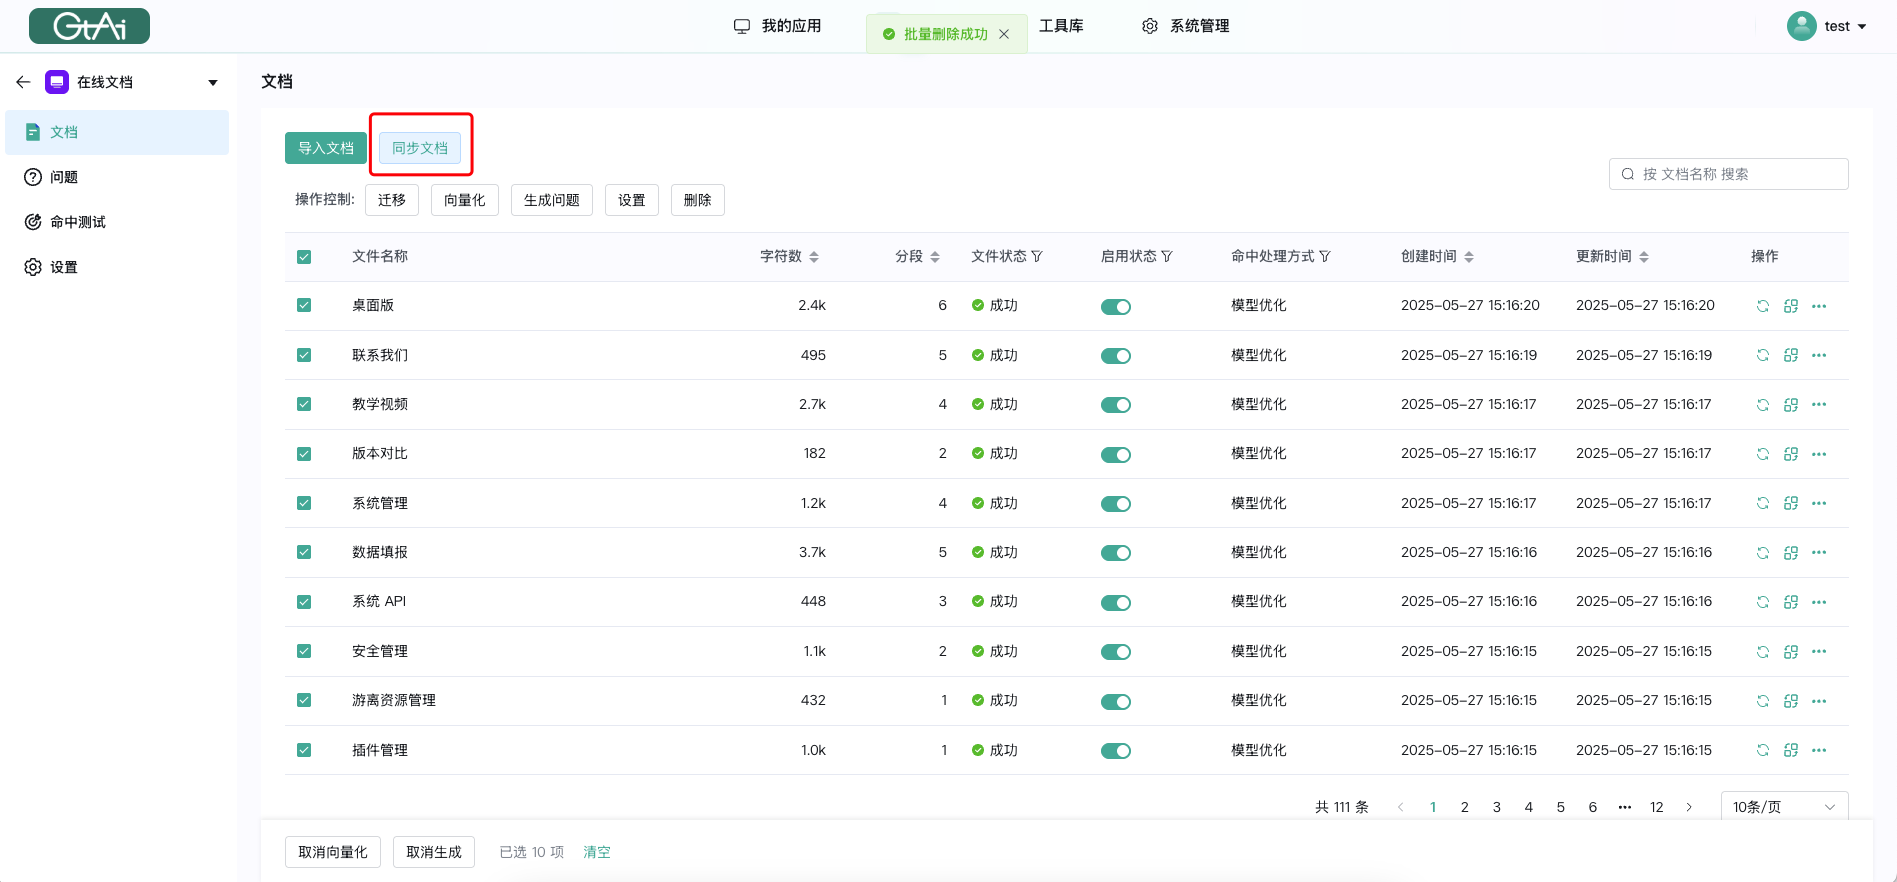 GtAi
我的应用
批量删除成功
工具库
系统管理
test
在线文档
文档
问题
命中测试
设置
文档
导入文档 同步文档
按 文档名称 搜索
操作控制: 迁移 向量化 生成问题 设置 删除
文件名称 字符数 分段 文件状态 启用状态 命中处理方式 创建时间 更新时间 操作
桌面版 2.4k 6 成功 模型优化 2025-05-27 15:16:20 2025-05-27 15:16:20
联系我们 495 5 成功 模型优化 2025-05-27 15:16:19 2025-05-27 15:16:19
教学视频 2.7k 4 成功 模型优化 2025-05-27 15:16:17 2025-05-27 15:16:17
版本对比 182 2 成功 模型优化 2025-05-27 15:16:17 2025-05-27 15:16:17
系统管理 1.2k 4 成功 模型优化 2025-05-27 15:16:17 2025-05-27 15:16:17
数据填报 3.7k 5 成功 模型优化 2025-05-27 15:16:16 2025-05-27 15:16:16
系统 API 448 3 成功 模型优化 2025-05-27 15:16:16 2025-05-27 15:16:16
安全管理 1.1k 2 成功 模型优化 2025-05-27 15:16:15 2025-05-27 15:16:15
游离资源管理 432 1 成功 模型优化 2025-05-27 15:16:15 2025-05-27 15:16:15
插件管理 1.0k 1 成功 模型优化 2025-05-27 15:16:15 2025-05-27 15:16:15
共 111 条 1 2 3 4 5 6 ••• 12 10条/页
取消向量化 取消生成 已选 10 项 清空